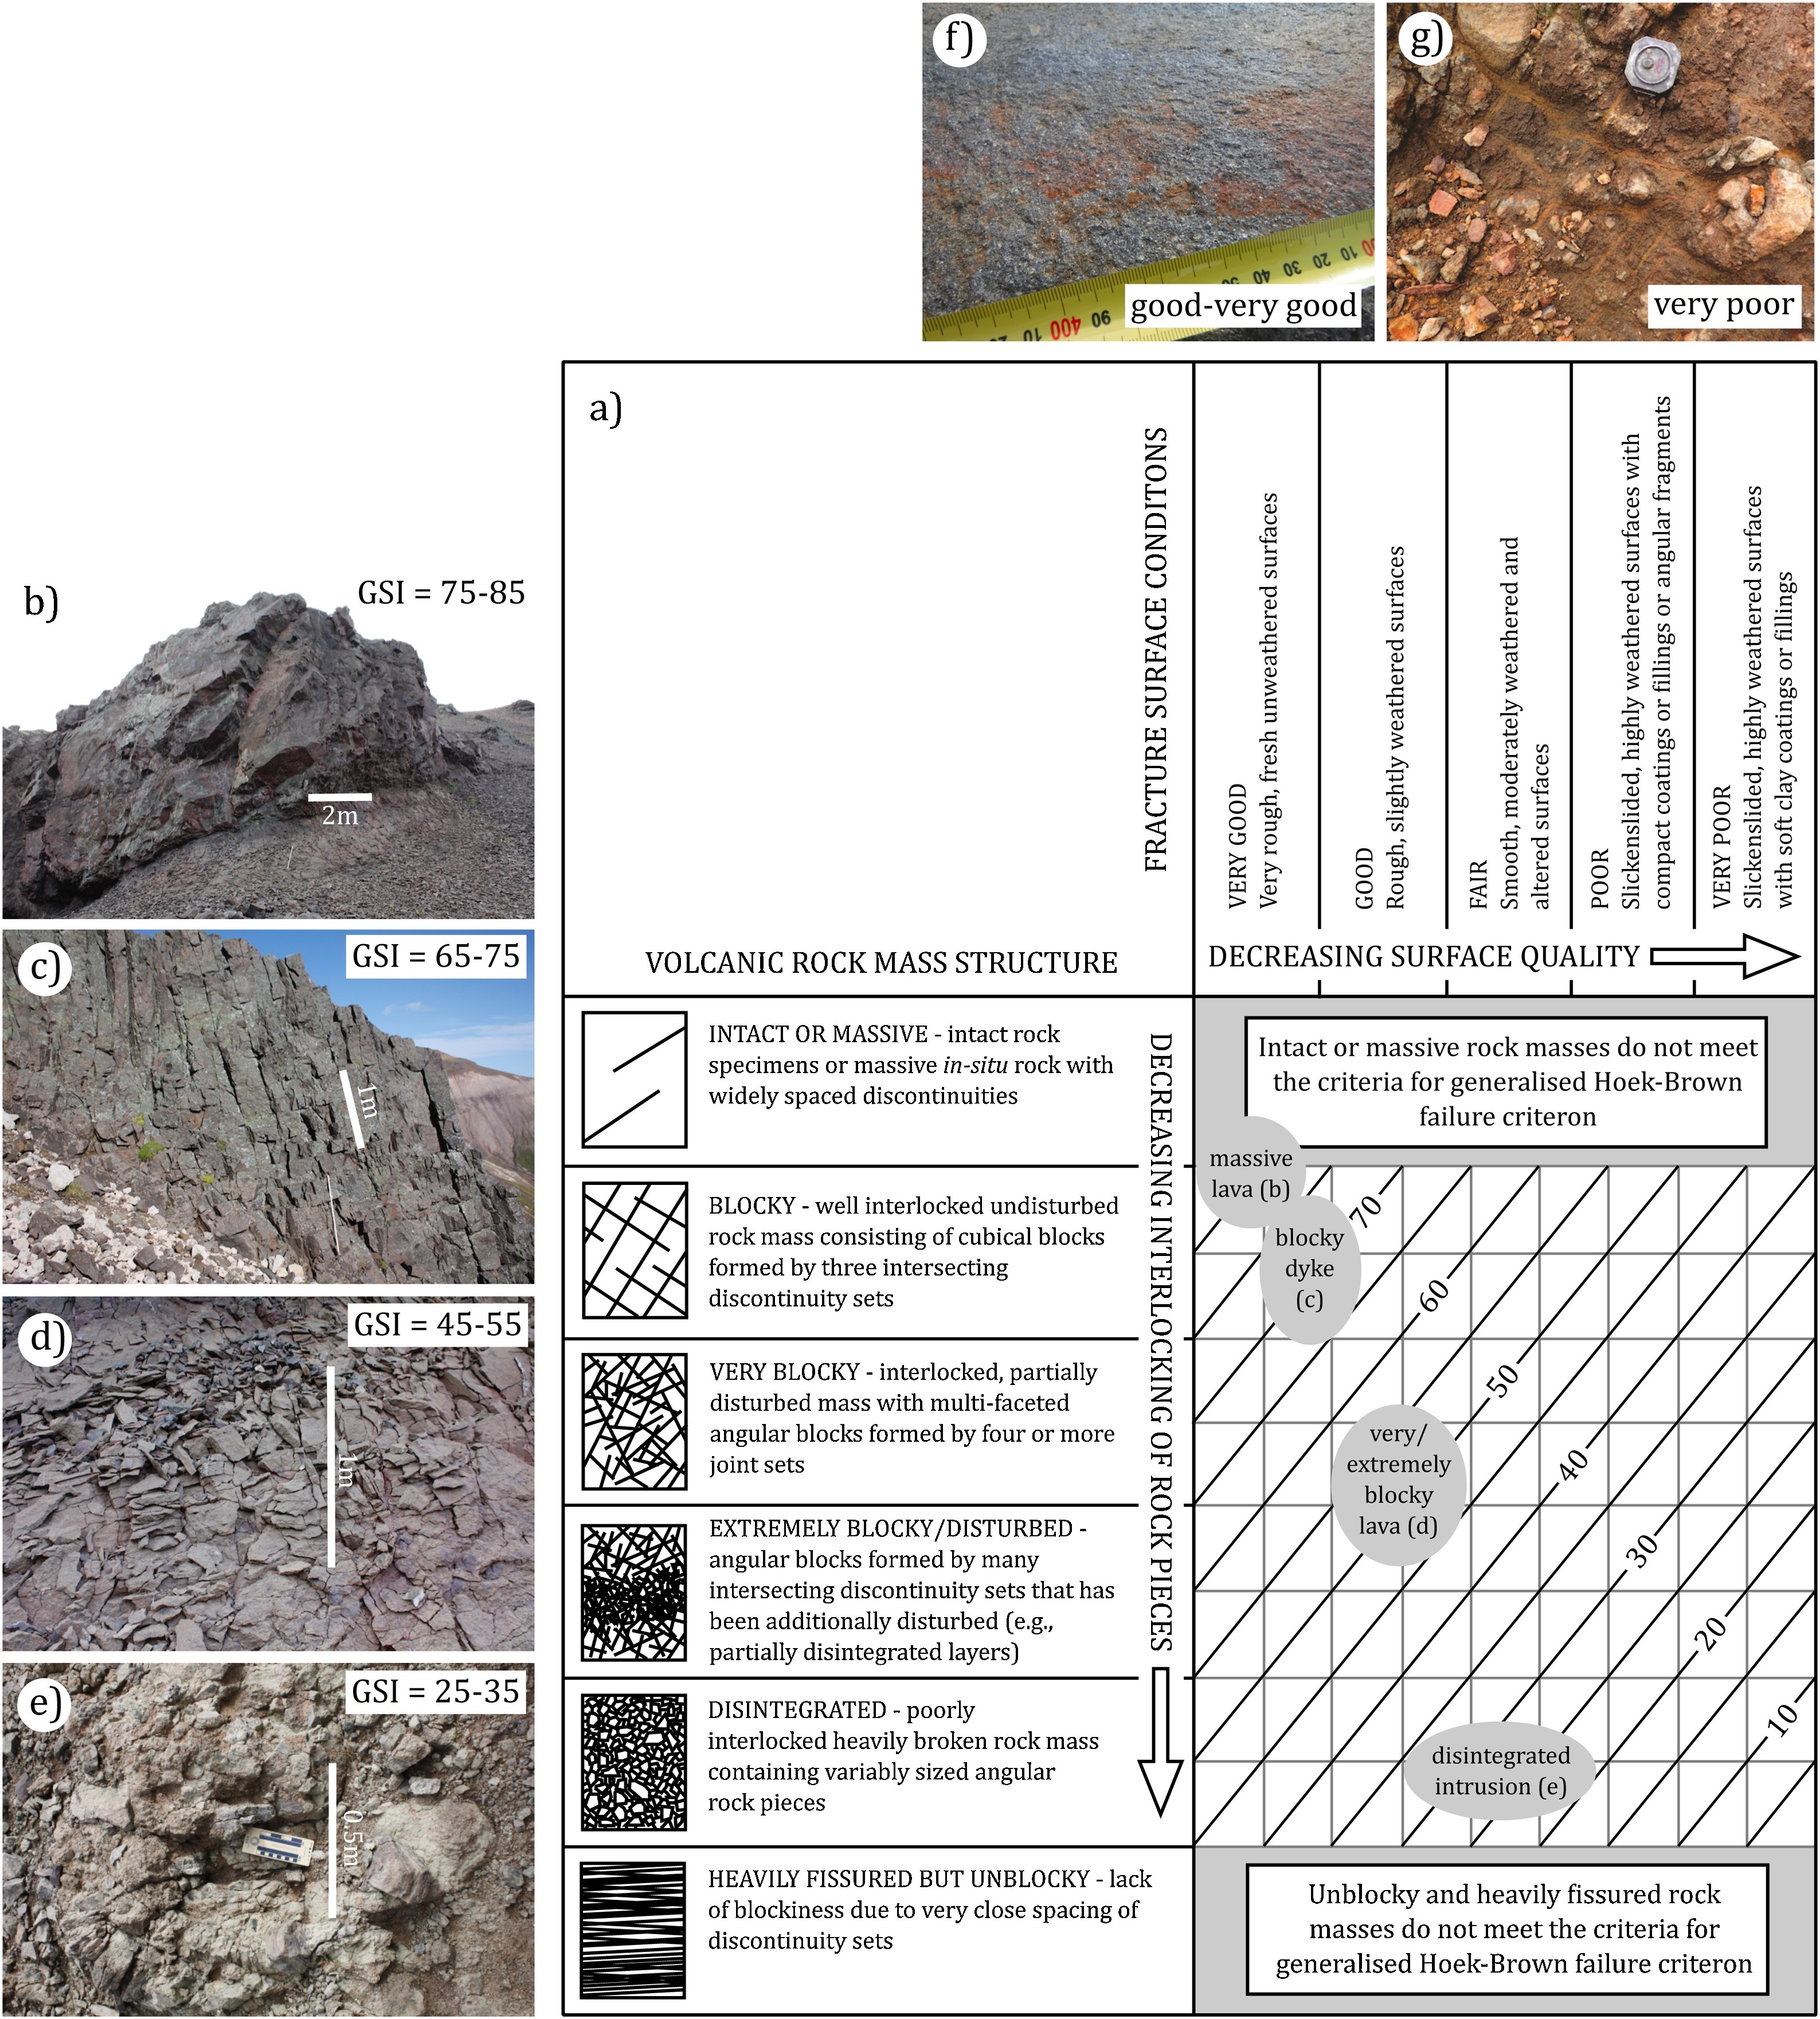 f)
400
90
10
20
40
30
20
10
good-very good
g)
very poor
a)
FRACTURE SURFACE CONDITONS
VERY GOOD
Very rough, fresh unweathered surfaces
GOOD
Rough, slightly weathered surfaces
FAIR
Smooth, moderately weathered and
altered surfaces
POOR
Slickenslided, highly weathered surfaces with
compact coatings or fillings or angular fragments
VERY POOR
Slickenslided, highly weathered surfaces
with soft clay coatings or fillings
VOLCANIC ROCK MASS STRUCTURE
DECREASING SURFACE QUALITY
b)
GSI = 75-85
2m
c)
GSI = 65-75
1m
d)
GSI = 45-55
1m
e)
GSI = 25-35
0.5m
DECREASING INTERLOCKING OF ROCK PIECES
INTACT OR MASSIVE - intact rock
specimens or massive in-situ rock with
widely spaced discontinuities
Intact or massive rock masses do not meet
the criteria for generalised Hoek-Brown
failure criteron
BLOCKY - well interlocked undisturbed
rock mass consisting of cubical blocks
formed by three intersecting
discontinuity sets
VERY BLOCKY - interlocked, partially
disturbed mass with multi-faceted
angular blocks formed by four or more
joint sets
EXTREMELY BLOCKY/DISTURBED -
angular blocks formed by many
intersecting discontinuity sets that has
been additionally disturbed (e.g.,
partially disintegrated layers)
DISINTEGRATED - poorly
interlocked heavily broken rock mass
containing variably sized angular
rock pieces
HEAVILY FISSURED BUT UNBLOCKY - lack
of blockiness due to very close spacing of
discontinuity sets
massive
lava (b)
blocky
dyke
(c)
very/
extremely
blocky
lava (d)
disintegrated
intrusion (e)
70
60
50
40
30
20
10
Unblocky and heavily fissured rock
masses do not meet the criteria for
generalised Hoek-Brown failure criterion